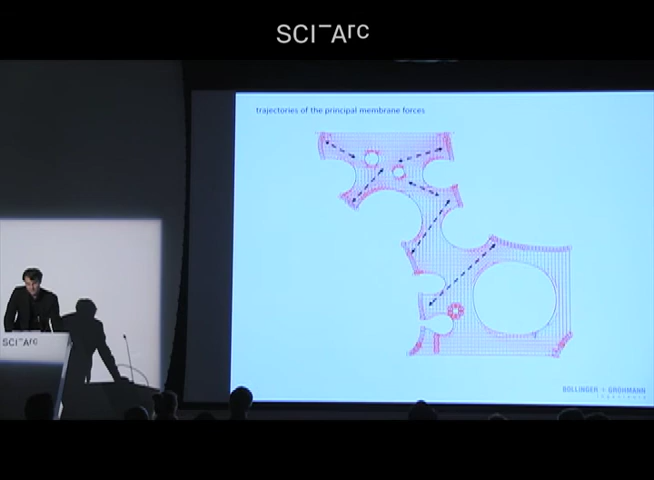 SCI-Arc
trajectories of the principal membrane forces
SCI-Arc
BOLLINGER + GROHMANN